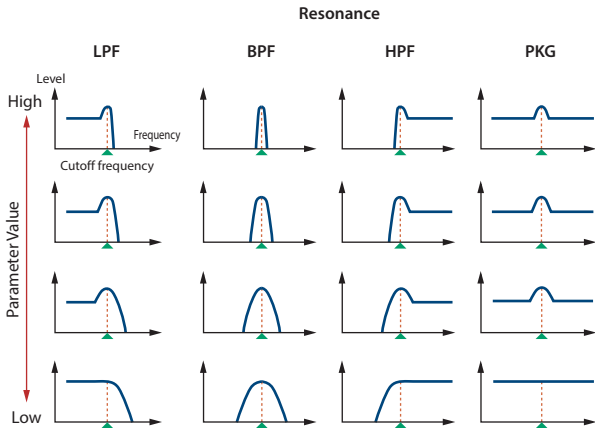 Resonance
LPF BPF HPF PKG
Level
High
Frequency
Cutoff frequency
Parameter Value
Low